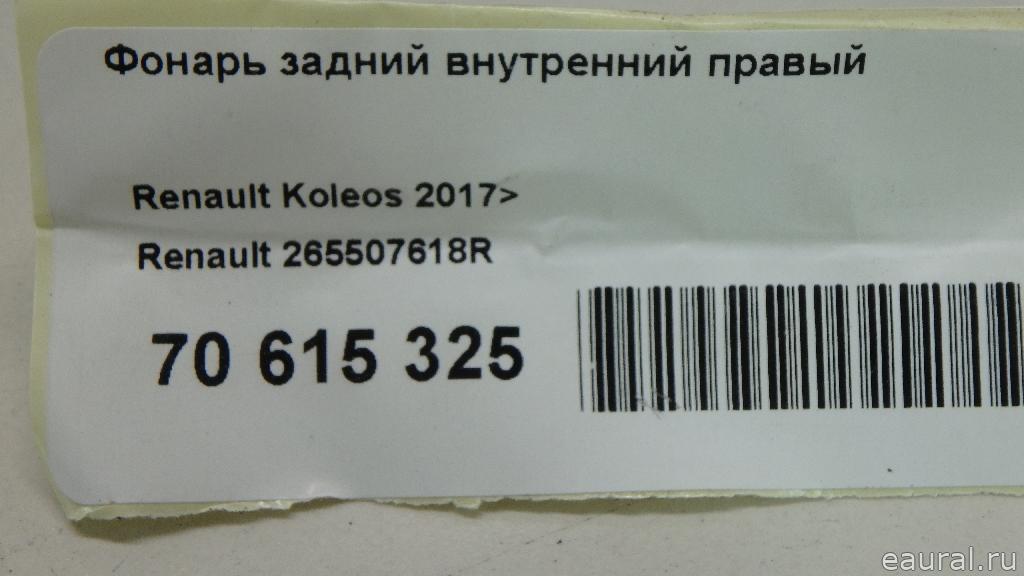 Фонарь задний внутренний правый
Renault Koleos 2017>
Renault 265507618R
70 615 325
eaural.ru